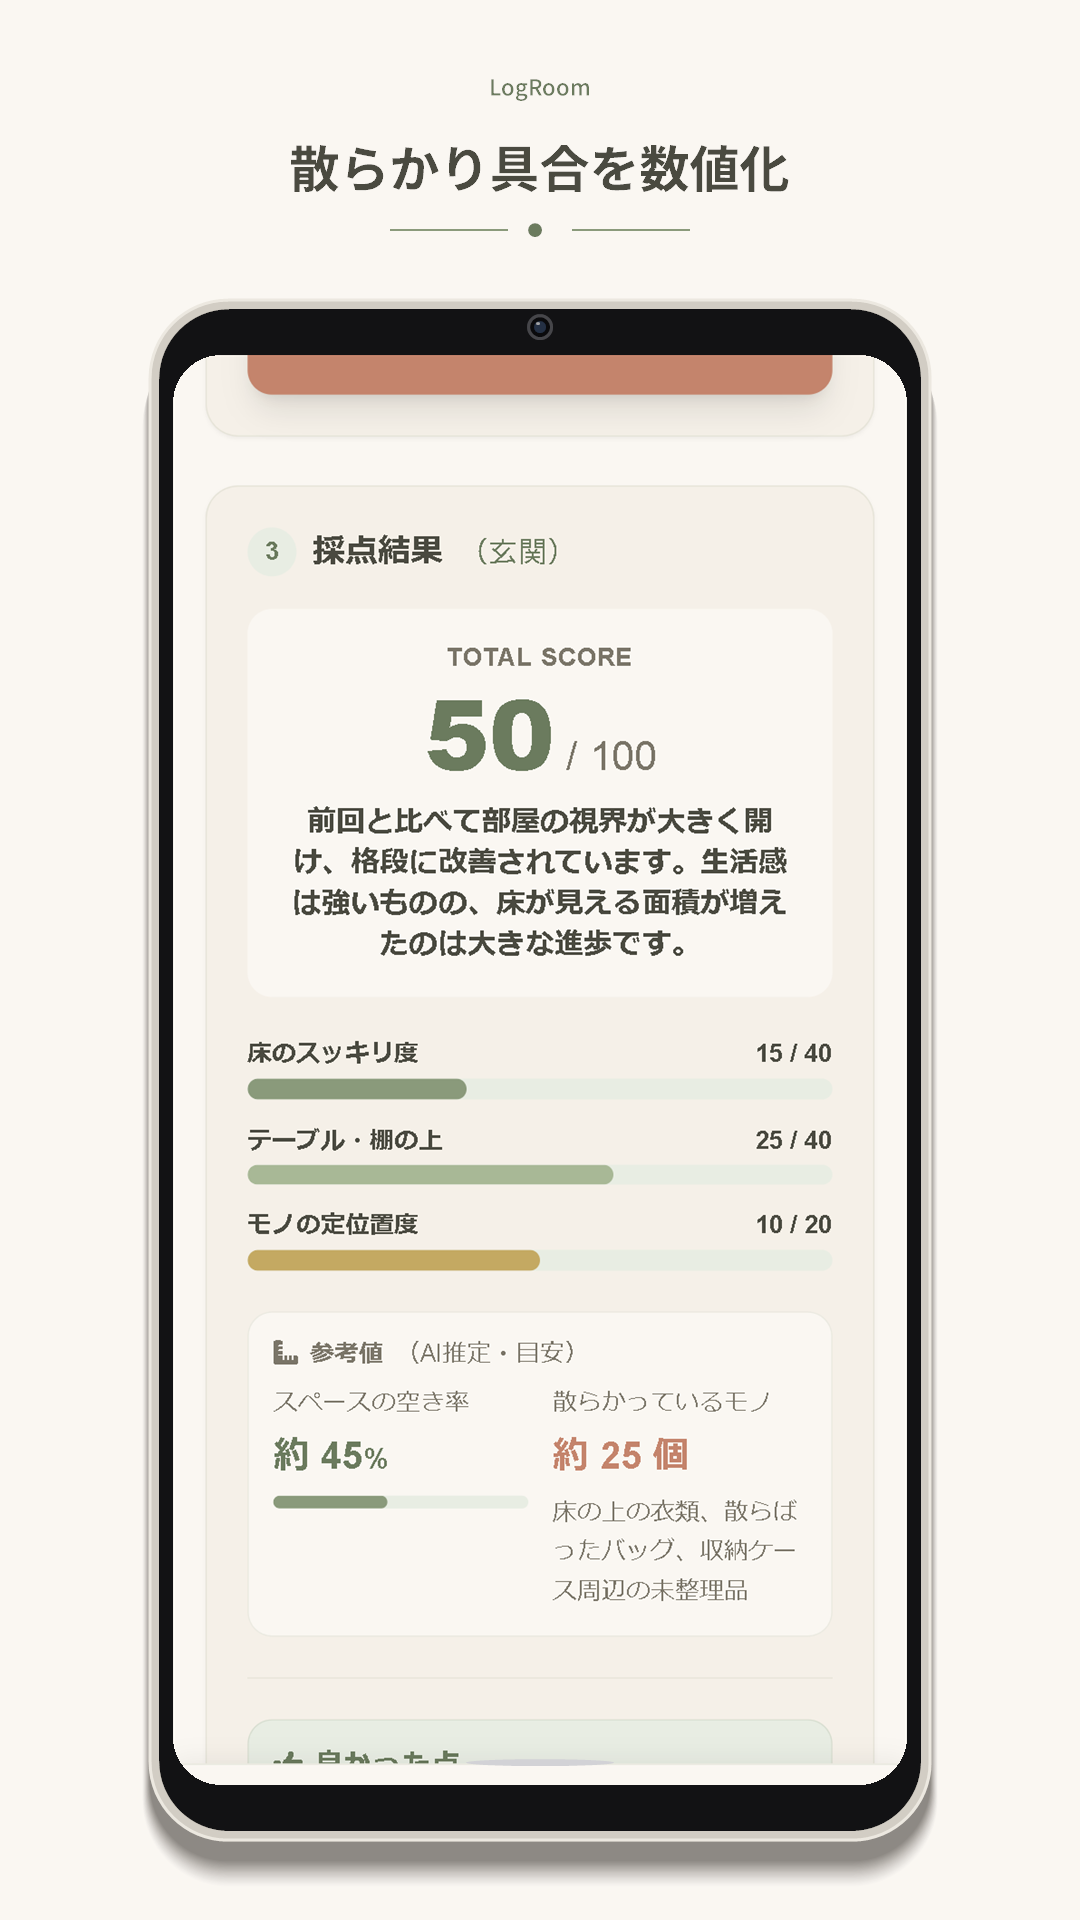 LogRoom
散らかり具合を数値化
3 採点結果 （玄関）
TOTAL SCORE
50 / 100
前回と比べて部屋の視界が大きく開
け、格段に改善されています。生活感
は強いものの、床が見える面積が増え
たのは大きな進歩です。
床のスッキリ度 15 / 40
テーブル・棚の上 25 / 40
モノの定位置度 10 / 20
参考値 （AI推定・目安）
スペースの空き率
約 45%
散らかっているモノ
約 25 個
床の上の衣類、散らば
ったバッグ、収納ケー
ス周辺の未整理品
良かった点